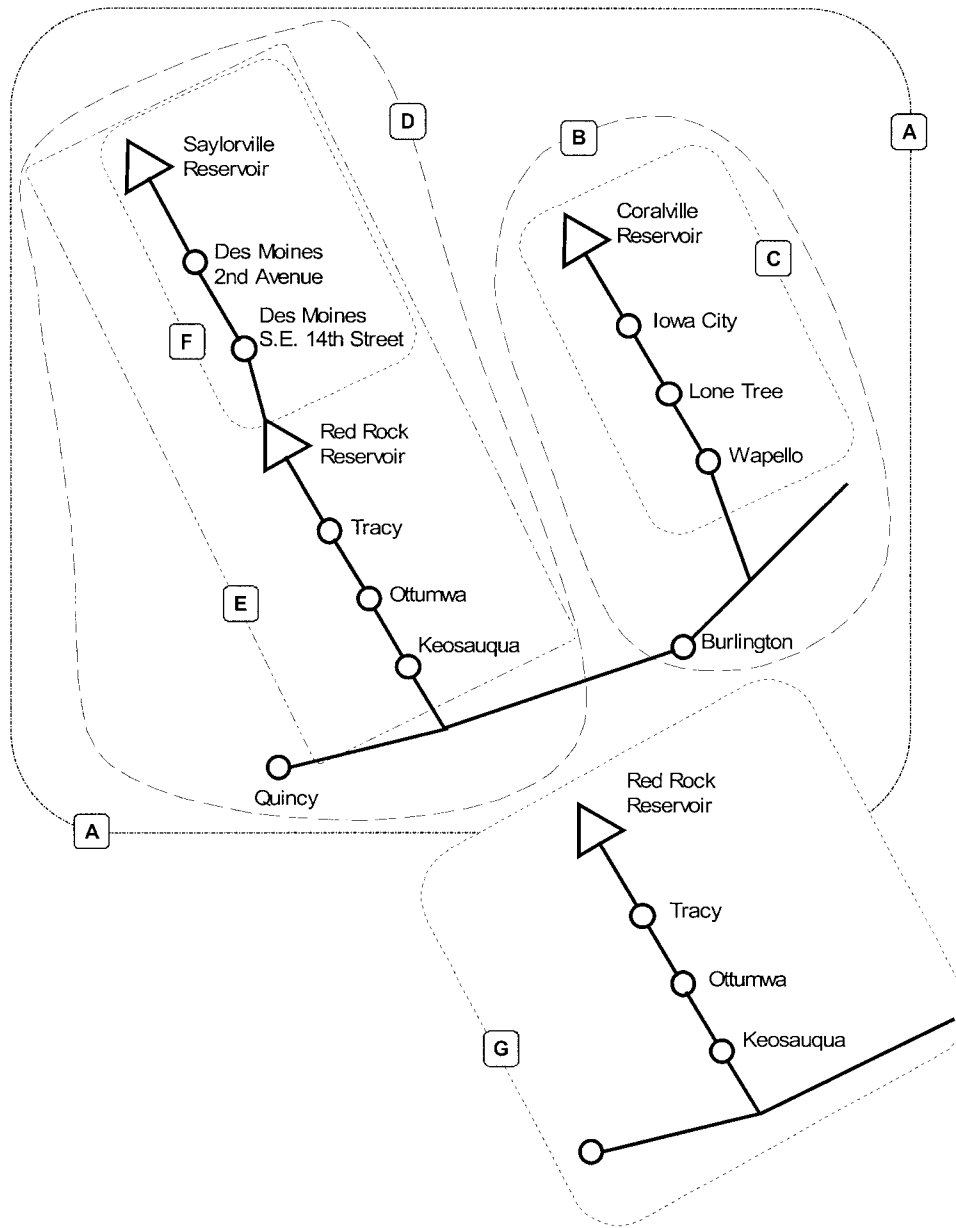 D
B
A
Saylorville
Reservoir
Coralville
Reservoir
C
Des Moines
2nd Avenue
Des Moines
S.E. 14th Street
F
Iowa City
Lone Tree
Red Rock
Reservoir
Wapello
Tracy
Ottumwa
E
Keosauqua
Burlington
Quincy
A
Red Rock
Reservoir
Tracy
Ottumwa
Keosauqua
G